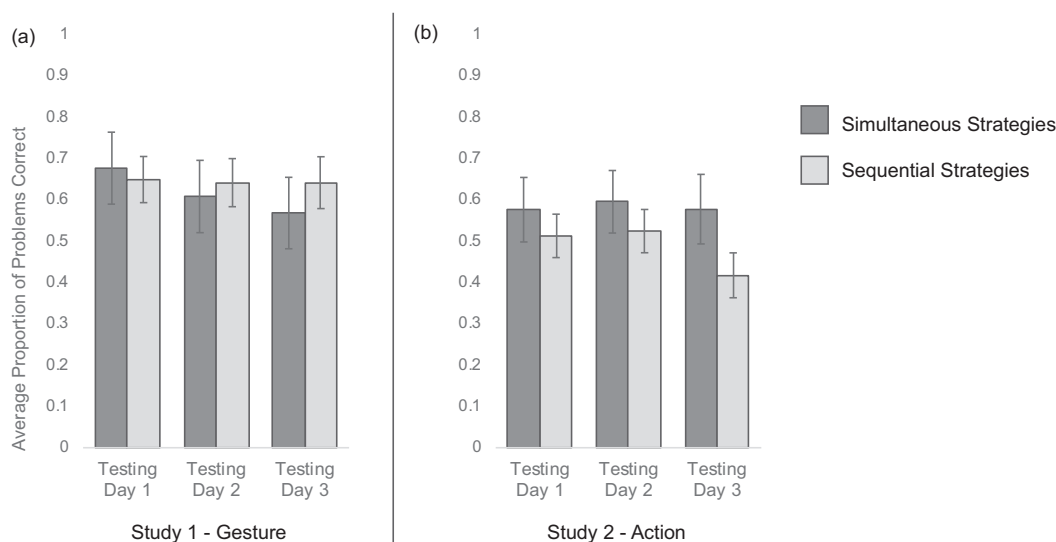 (a)
Average Proportion of Problems Correct
1
0.9
0.8
0.7
0.6
0.5
0.4
0.3
0.2
0.1
0
Testing Day 1
Testing Day 2
Testing Day 3
Study 1 - Gesture
(b)
1
0.9
0.8
0.7
0.6
0.5
0.4
0.3
0.2
0.1
0
Testing Day 1
Testing Day 2
Testing Day 3
Study 2 - Action
Simultaneous Strategies
Sequential Strategies